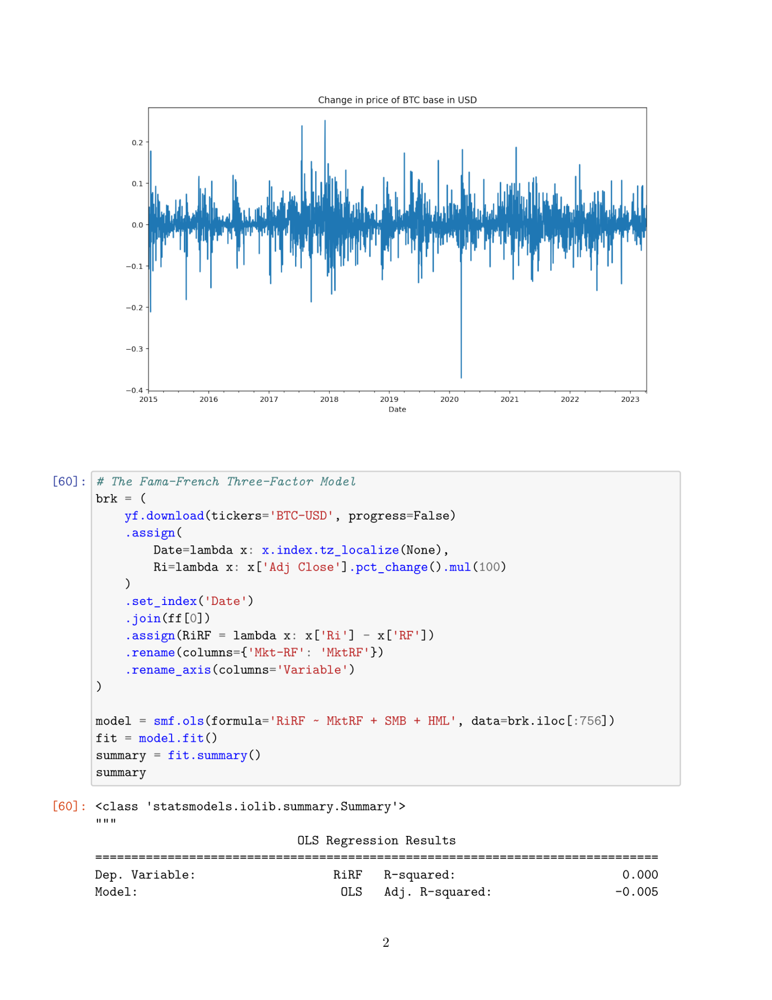 Change in price of BTC base in USD
0.2
0.1
0.0
−0.1
−0.2
−0.3
−0.4
2015 2016 2017 2018 2019 2020 2021 2022 2023
Date
[60]: # The Fama-French Three-Factor Model
brk = (
    yf.download(tickers='BTC-USD', progress=False)
    .assign(
        Date=lambda x: x.index.tz_localize(None),
        Ri=lambda x: x['Adj Close'].pct_change().mul(100)
    )
    .set_index('Date')
    .join(ff[0])
    .assign(RiRF = lambda x: x['Ri'] - x['RF'])
    .rename(columns={'Mkt-RF': 'MktRF'})
    .rename_axis(columns='Variable')
)
model = smf.ols(formula='RiRF ~ MktRF + SMB + HML', data=brk.iloc[:756])
fit = model.fit()
summary = fit.summary()
summary
[60]: <class 'statsmodels.iolib.summary.Summary'>
"""
OLS Regression Results
==============================================================================
Dep. Variable: RiRF R-squared: 0.000
Model: OLS Adj. R-squared: -0.005
2